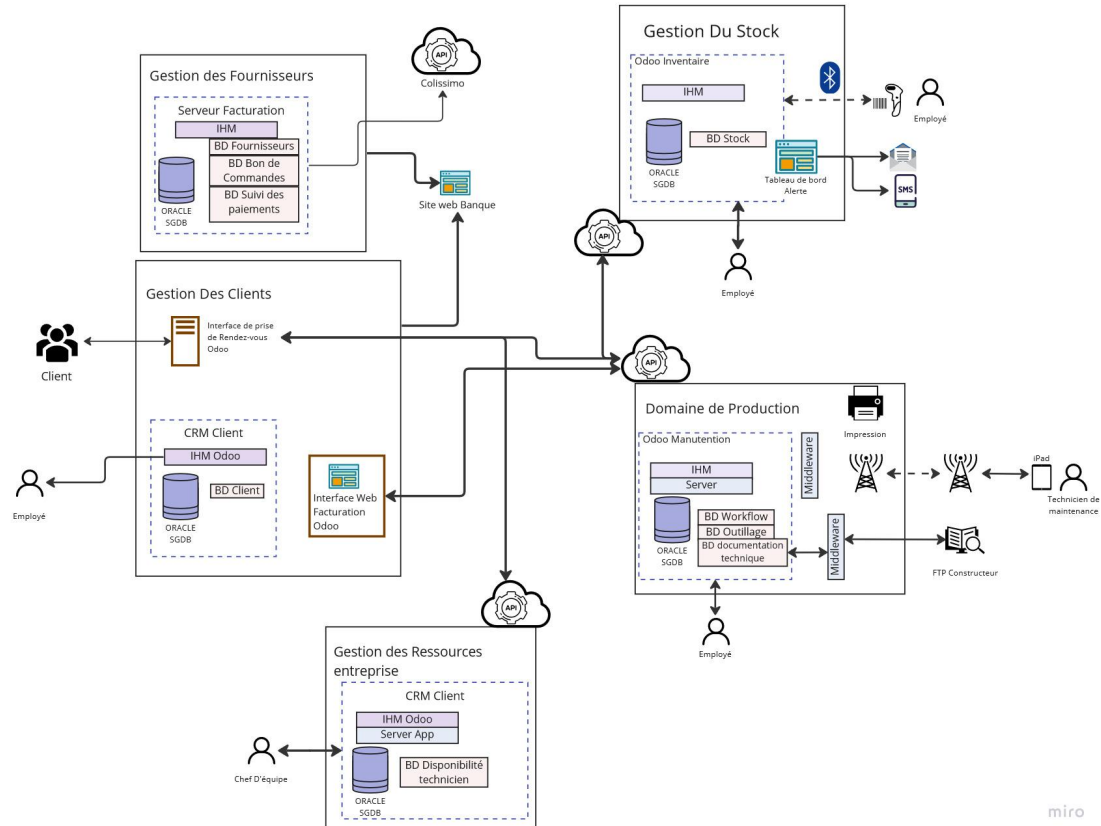 Gestion des Fournisseurs
Serveur Facturation
IHM
BD Fournisseurs
BD Bon de
Commandes
BD Suivi des
paiements
ORACLE
SGDB
API
Colissimo
Site web Banque
Gestion Du Stock
Odoo Inventaire
IHM
BD Stock
ORACLE
SGDB
Tableau de bord
Alerte
Employé
SMS
Employé
API
Gestion Des Clients
Interface de prise
de Rendez-vous
Odoo
Client
CRM Client
IHM Odoo
BD Client
ORACLE
SGDB
Employé
Interface Web
Facturation
Odoo
API
Domaine de Production
Impression
Odoo Manutention
IHM
Server
BD Workflow
BD Outillage
BD documentation
technique
ORACLE
SGDB
Middleware
Middleware
iPad
Technicien de
maintenance
FTP Constructeur
Employé
API
Gestion des Ressources
entreprise
CRM Client
IHM Odoo
Server App
BD Disponibilité
technicien
ORACLE
SGDB
Chef D'équipe
miro